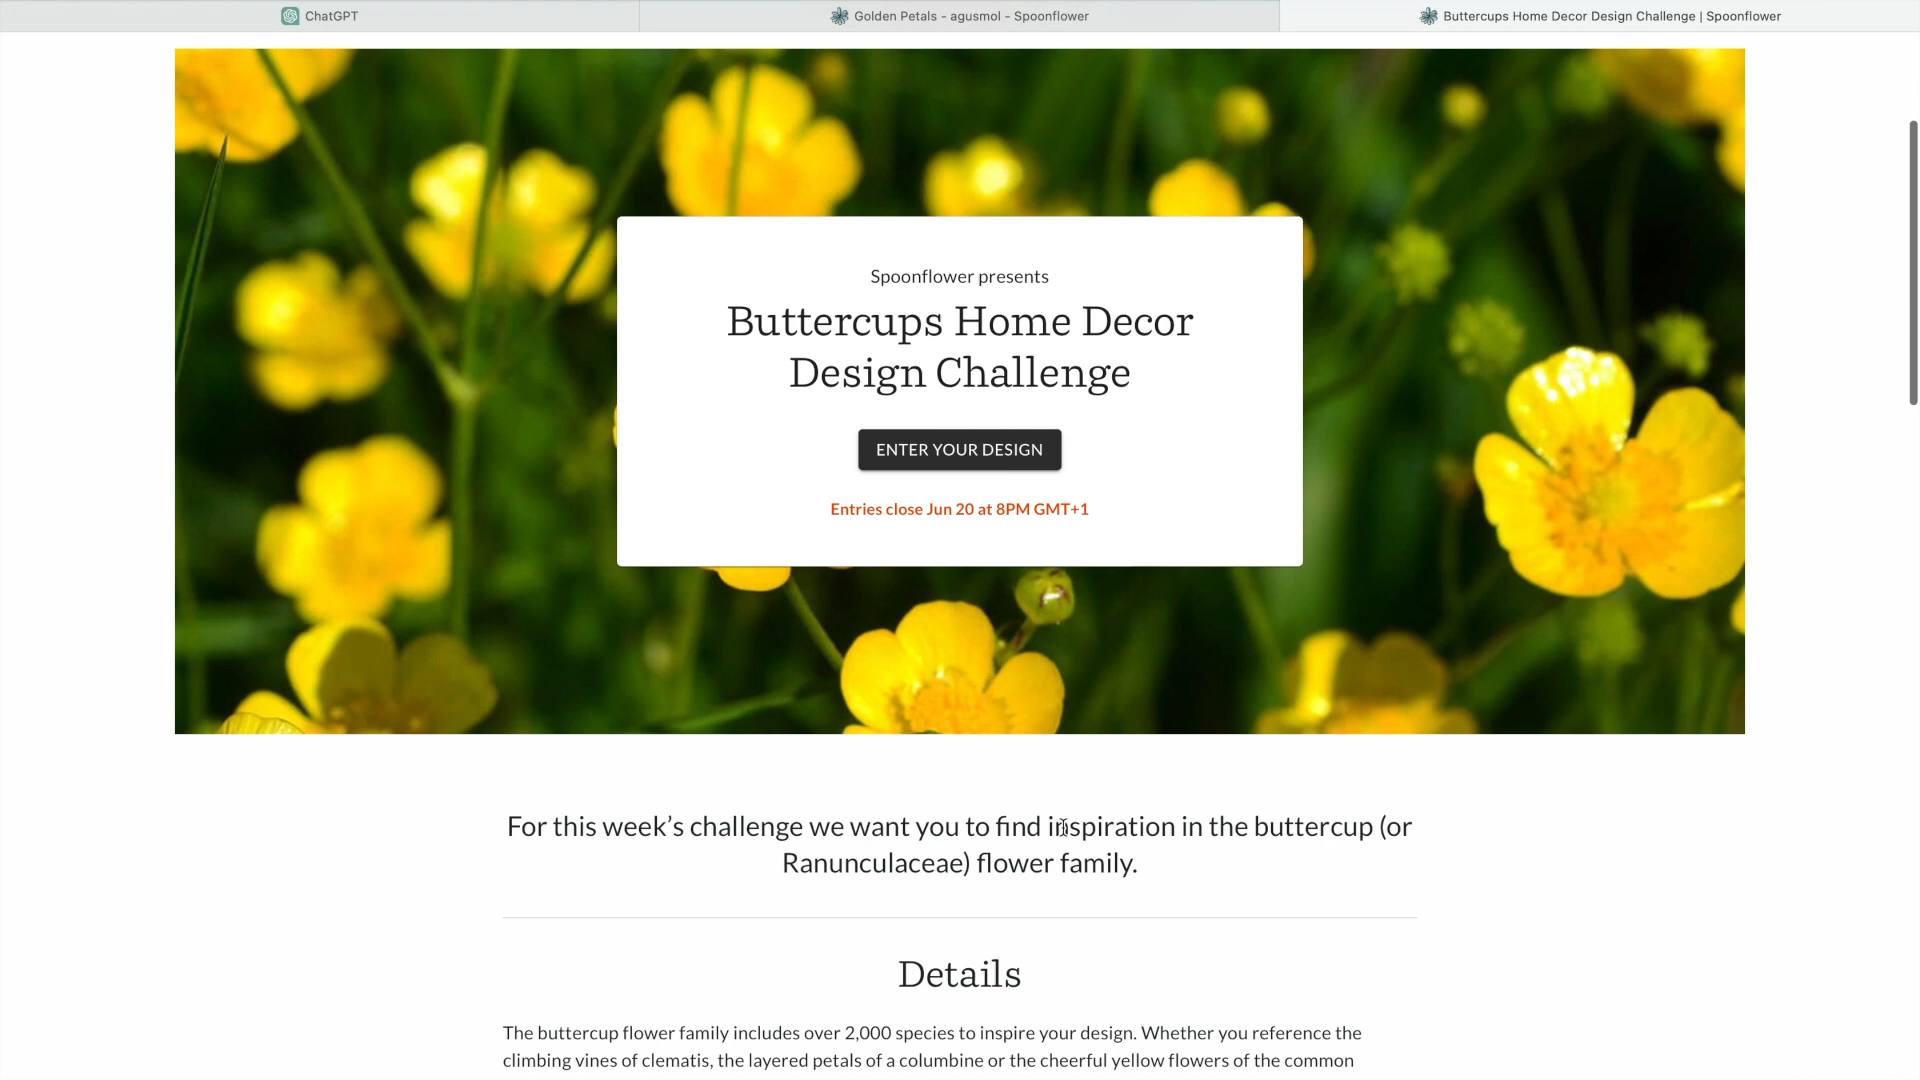 ChatGPT
Golden Petals - agusmol - Spoonflower
Buttercups Home Decor Design Challenge | Spoonflower
Spoonflower presents
Buttercups Home Decor
Design Challenge
ENTER YOUR DESIGN
Entries close Jun 20 at 8PM GMT+1
For this week’s challenge we want you to find inspiration in the buttercup (or
Ranunculaceae) flower family.
Details
The buttercup flower family includes over 2,000 species to inspire your design. Whether you reference the
climbing vines of clematis, the layered petals of a columbine or the cheerful yellow flowers of the common